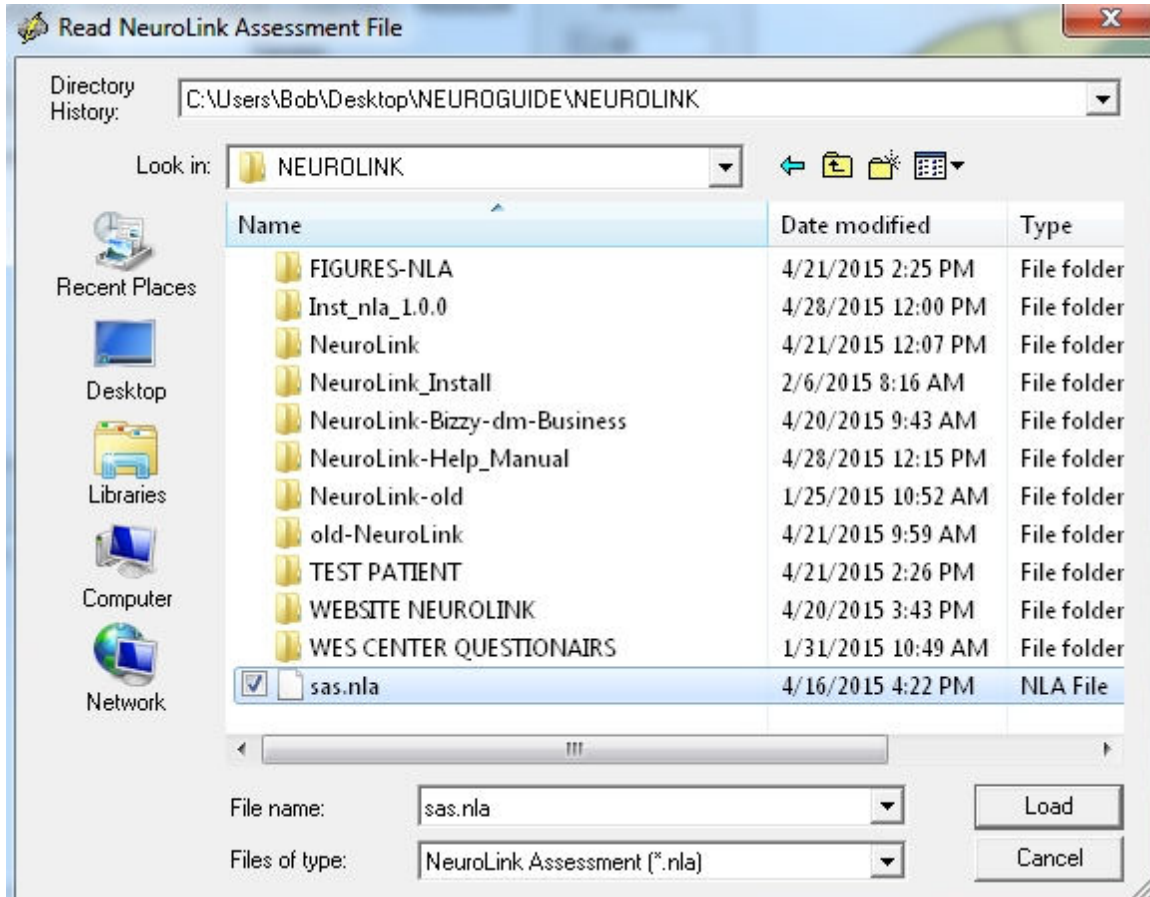 Read NeuroLink Assessment File
Directory History:
C:\Users\Bob\Desktop\NEUROGUIDE\NEUROLINK
Look in: NEUROLINK
Name Date modified Type
FIGURES-NLA 4/21/2015 2:25 PM File folder
Inst_nla_1.0.0 4/28/2015 12:00 PM File folder
NeuroLink 4/21/2015 12:07 PM File folder
NeuroLink_Install 2/6/2015 8:16 AM File folder
NeuroLink-Bizzy-dm-Business 4/20/2015 9:43 AM File folder
NeuroLink-Help_Manual 4/28/2015 12:15 PM File folder
NeuroLink-old 1/25/2015 10:52 AM File folder
old-NeuroLink 4/21/2015 9:59 AM File folder
TEST PATIENT 4/21/2015 2:26 PM File folder
WEBSITE NEUROLINK 4/20/2015 3:43 PM File folder
WES CENTER QUESTIONAIRS 1/31/2015 10:49 AM File folder
sas.nla 4/16/2015 4:22 PM NLA File
Recent Places
Desktop
Libraries
Computer
Network
File name: sas.nla Load
Files of type: NeuroLink Assessment (*.nla) Cancel